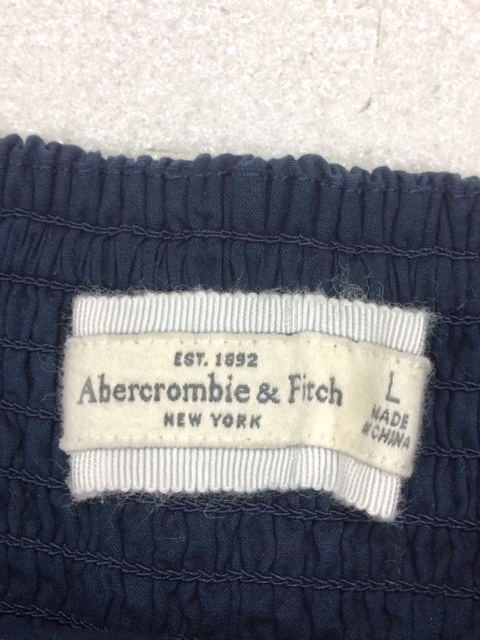 EST. 1892
Abercrombie & Fitch
NEW YORK
L
MADE
IN CHINA